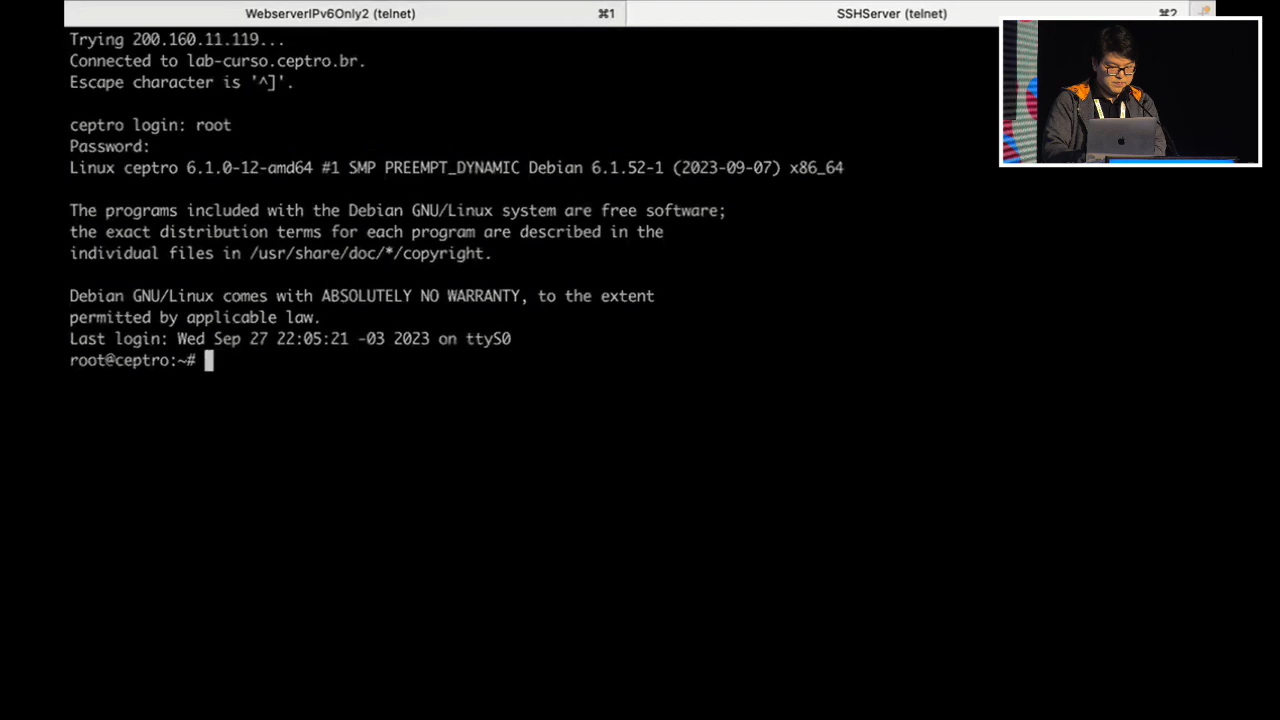 WebserverIPv6Only2 (telnet) ⌘1 SSHServer (telnet) ⌘2
Trying 200.160.11.119...
Connected to lab-curso.ceptro.br.
Escape character is '^]'.
ceptro login: root
Password:
Linux ceptro 6.1.0-12-amd64 #1 SMP PREEMPT_DYNAMIC Debian 6.1.52-1 (2023-09-07) x86_64
The programs included with the Debian GNU/Linux system are free software;
the exact distribution terms for each program are described in the
individual files in /usr/share/doc/*/copyright.
Debian GNU/Linux comes with ABSOLUTELY NO WARRANTY, to the extent
permitted by applicable law.
Last login: Wed Sep 27 22:05:21 -03 2023 on ttyS0
root@ceptro:~#